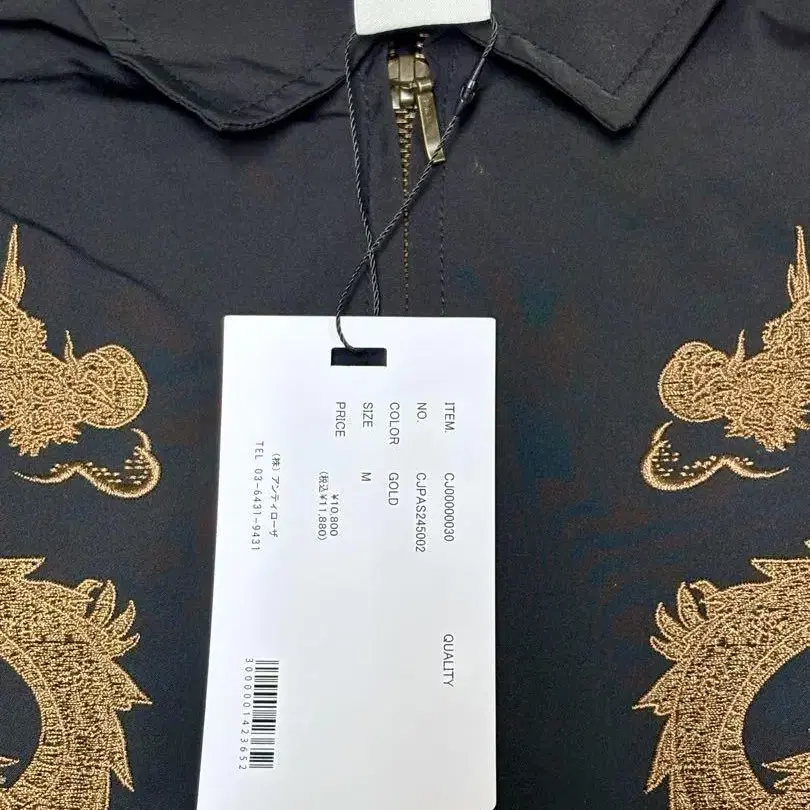 ITEM. CJ00000030 QUALITY
NO. CJPAS245002
COLOR GOLD
SIZE M
PRICE ¥10,800
(税込¥11,880)
(株) アンティローザ
TEL 03-6431-9431
3000001423652